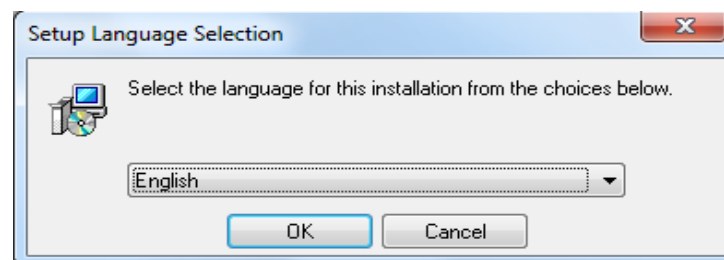 Setup Language Selection
Select the language for this installation from the choices below.
English
OK Cancel